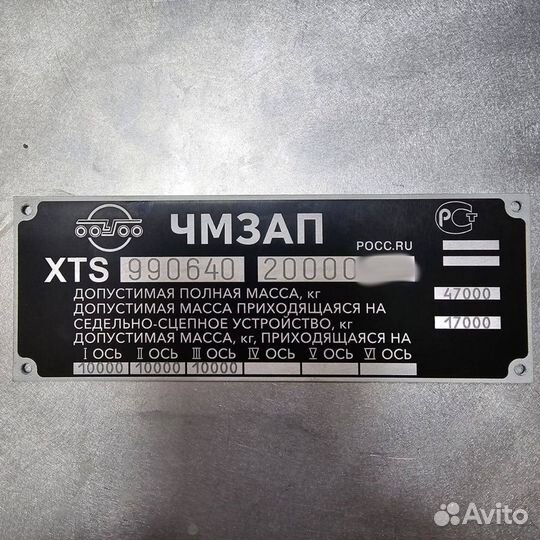 ЧМЗАП
РСТ
РОСС.RU
XTS 990640 20000
ДОПУСТИМАЯ ПОЛНАЯ МАССА, кг 47000
ДОПУСТИМАЯ МАССА ПРИХОДЯЩАЯСЯ НА
СЕДЕЛЬНО-СЦЕПНОЕ УСТРОЙСТВО, кг 17000
ДОПУСТИМАЯ МАССА, кг, ПРИХОДЯЩАЯСЯ НА
I ОСЬ II ОСЬ III ОСЬ IV ОСЬ V ОСЬ VI ОСЬ
10000 10000 10000
Avito